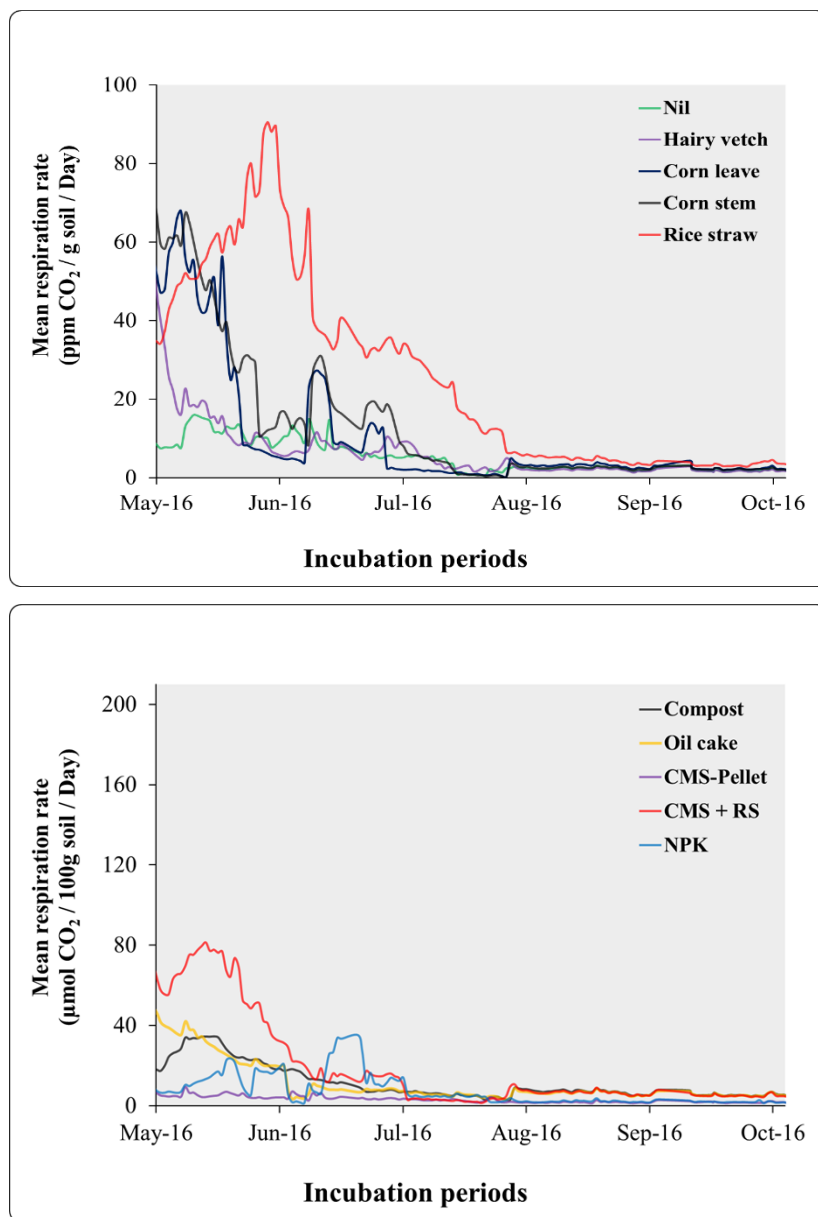 100
80
60
40
20
0
Mean respiration rate
(ppm CO₂ / g soil / Day)
Nil
Hairy vetch
Corn leave
Corn stem
Rice straw
May-16 Jun-16 Jul-16 Aug-16 Sep-16 Oct-16
Incubation periods
200
160
120
80
40
0
Mean respiration rate
(μmol CO₂ / 100g soil / Day)
Compost
Oil cake
CMS-Pellet
CMS + RS
NPK
May-16 Jun-16 Jul-16 Aug-16 Sep-16 Oct-16
Incubation periods